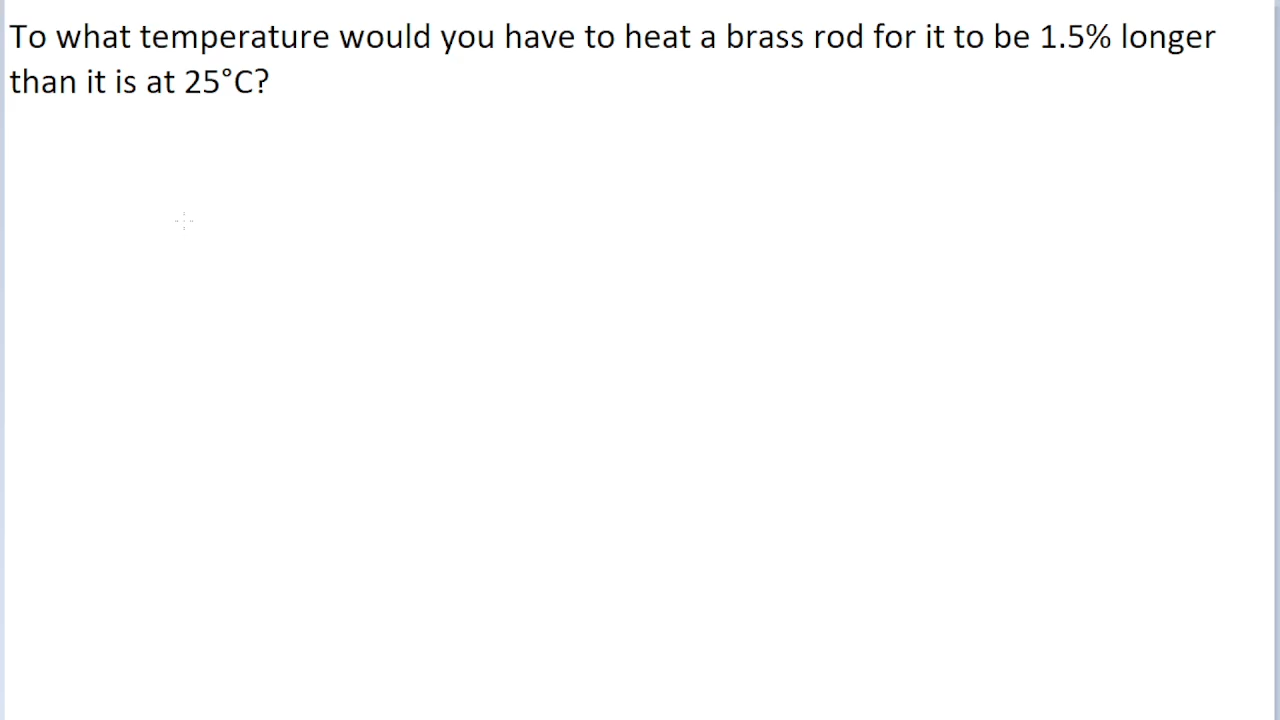 To what temperature would you have to heat a brass rod for it to be 1.5% longer
than it is at 25°C?